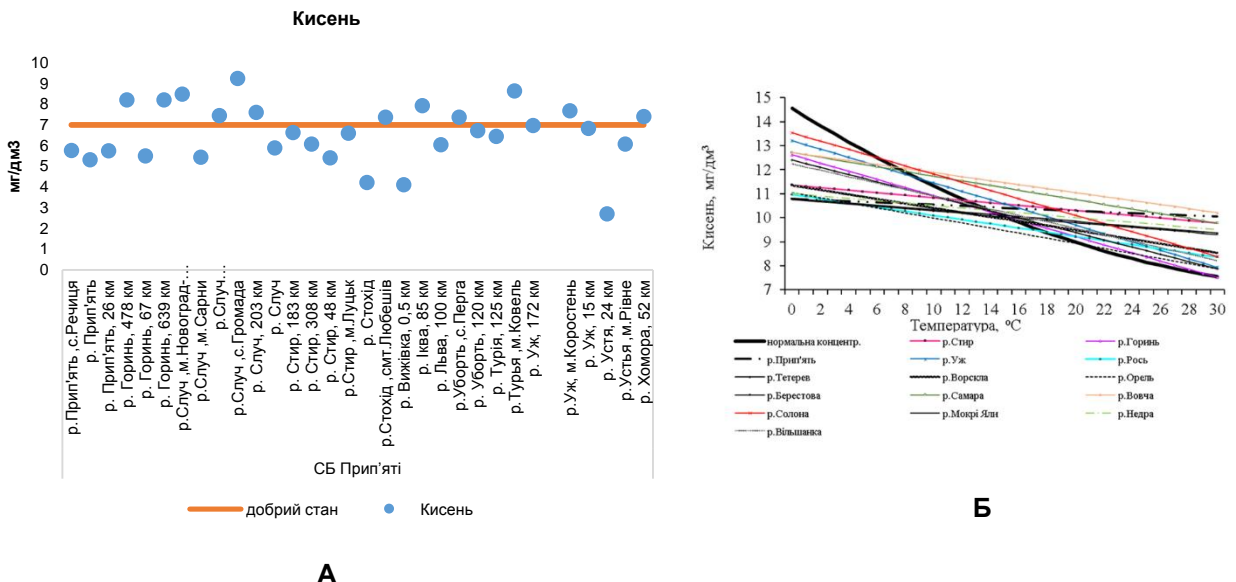 Кисень
мг/дм3
10
9
8
7
6
5
4
3
2
1
0
р.Прип'ять ,с.Речиця
р. Прип'ять
р. Прип'ять, 26 км
р. Горинь, 478 км
р. Горинь, 67 км
р. Горинь, 639 км
р.Случ ,м.Новоград-…
р.Случ ,м.Сарни
р.Случ…
р.Случ ,с.Громада
р. Случ, 203 км
р. Случ
р. Стир, 183 км
р. Стир, 308 км
р. Стир, 48 км
р.Стир ,м.Луцьк
р. Стохід
р.Стохід ,смт.Любешів
р. Вижівка, 0,5 км
р. Іква, 85 км
р. Льва, 100 км
р.Уборть ,с.Перга
р. Уборть, 120 км
р. Турія, 125 км
р.Турья ,м.Ковель
р. Уж, 172 км
р.Уж, м.Коростень
р. Уж, 15 км
р. Устя, 24 км
р.Устья ,м.Рівне
р. Хомора, 52 км
СБ Прип’яті
добрий стан
Кисень
А
Кисень, мг/дм³
15
14
13
12
11
10
9
8
7
0 2 4 6 8 10 12 14 16 18 20 22 24 26 28 30
Температура, ºС
нормальна концентр. р.Стир р.Горинь
р.Прип'ять р.Уж р.Рось
р.Тетерев р.Ворскла р.Орель
р.Берестова р.Самара р.Вовча
р.Солона р.Мокрі Яли р.Недра
р.Вільшанка
Б